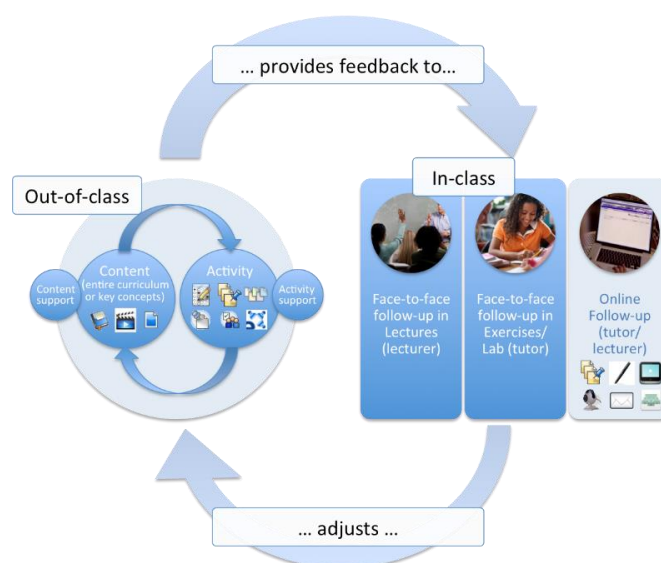 ... provides feedback to...
In-class
Out-of-class
Content
(entire curriculum
or key concepts)
Activity
Content
support
Activity
support
Face-to-face
follow-up in
Lectures
(lecturer)
Face-to-face
follow-up in
Exercises/
Lab (tutor)
Online
Follow-up
(tutor/
lecturer)
... adjusts ...